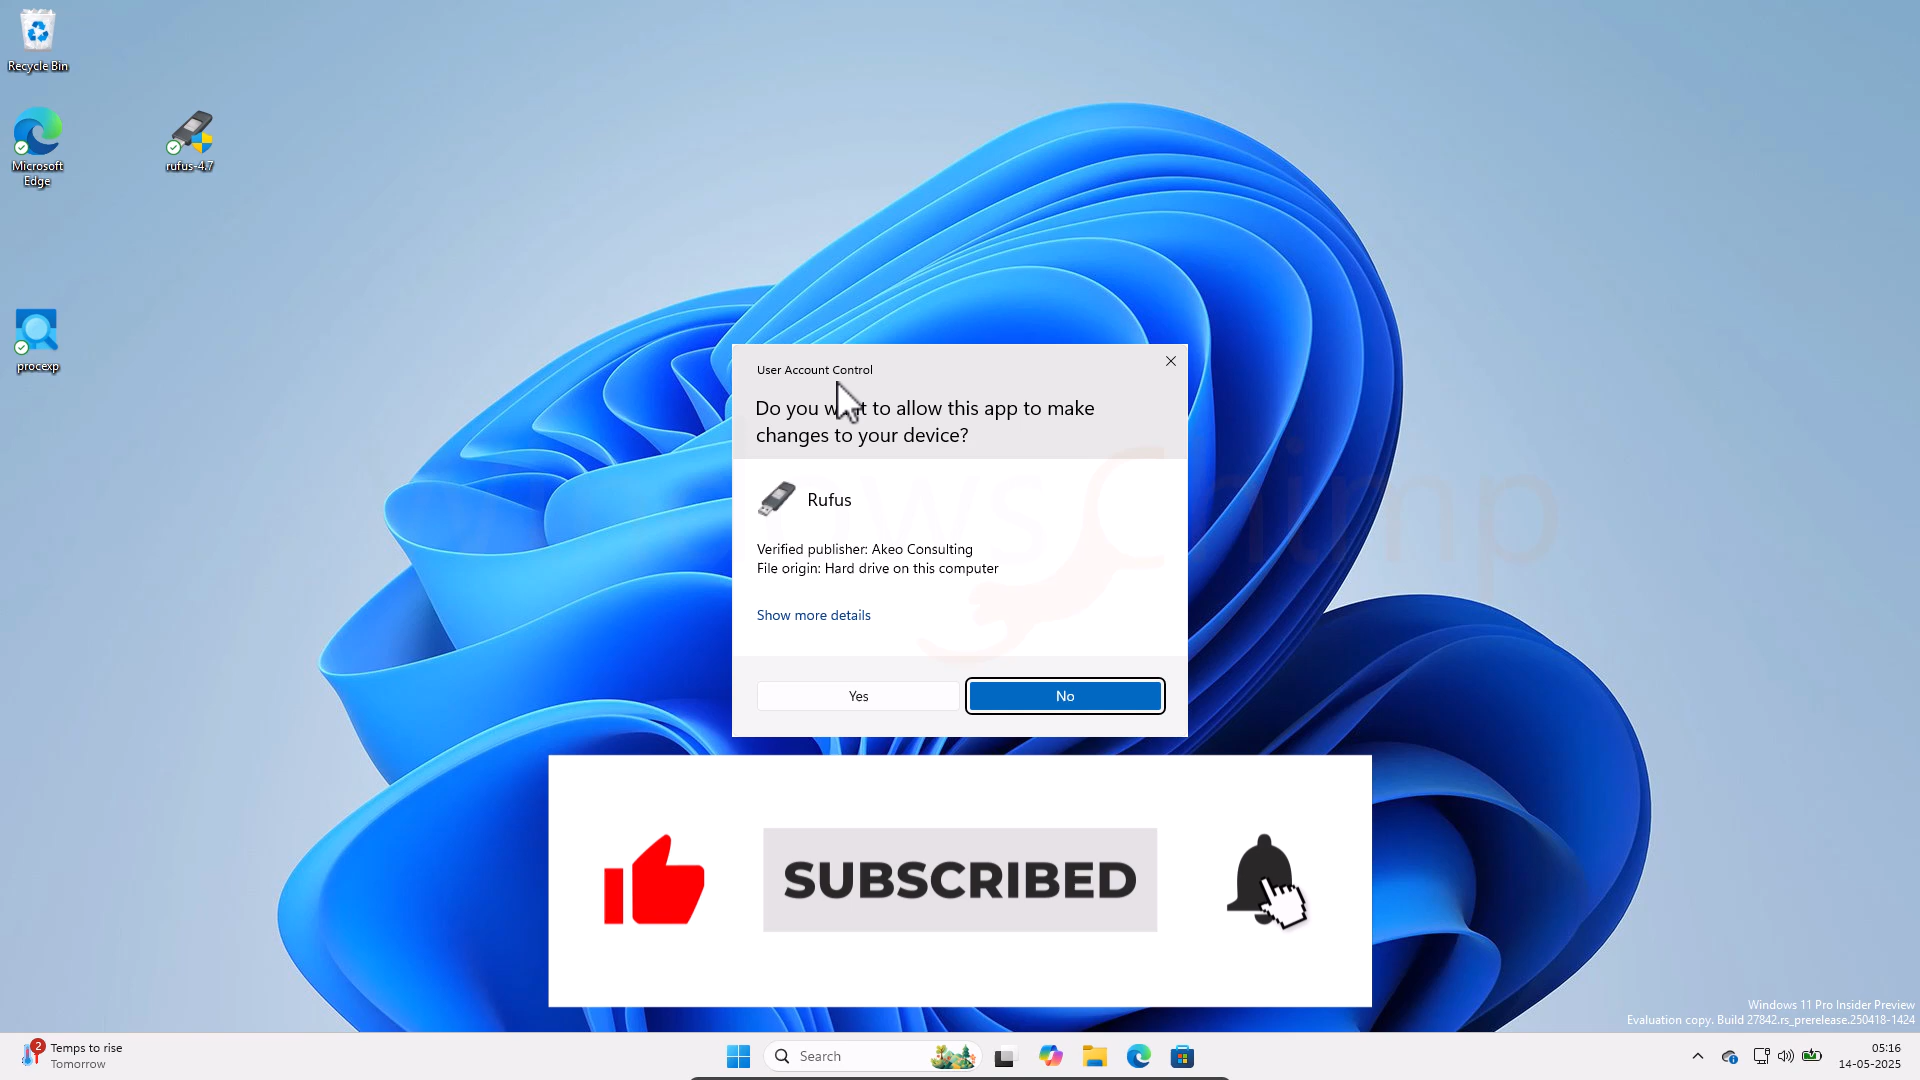 Recycle Bin
Microsoft
Edge
rufus-4.7
procexp
User Account Control
Do you want to allow this app to make
changes to your device?
Rufus
Verified publisher: Akeo Consulting
File origin: Hard drive on this computer
Show more details
Yes
No
SUBSCRIBED
Windows 11 Pro Insider Preview
Evaluation copy. Build 27842.rs_prerelease.250418-1424
2
Temps to rise
Tomorrow
Search
05:16
14-05-2025